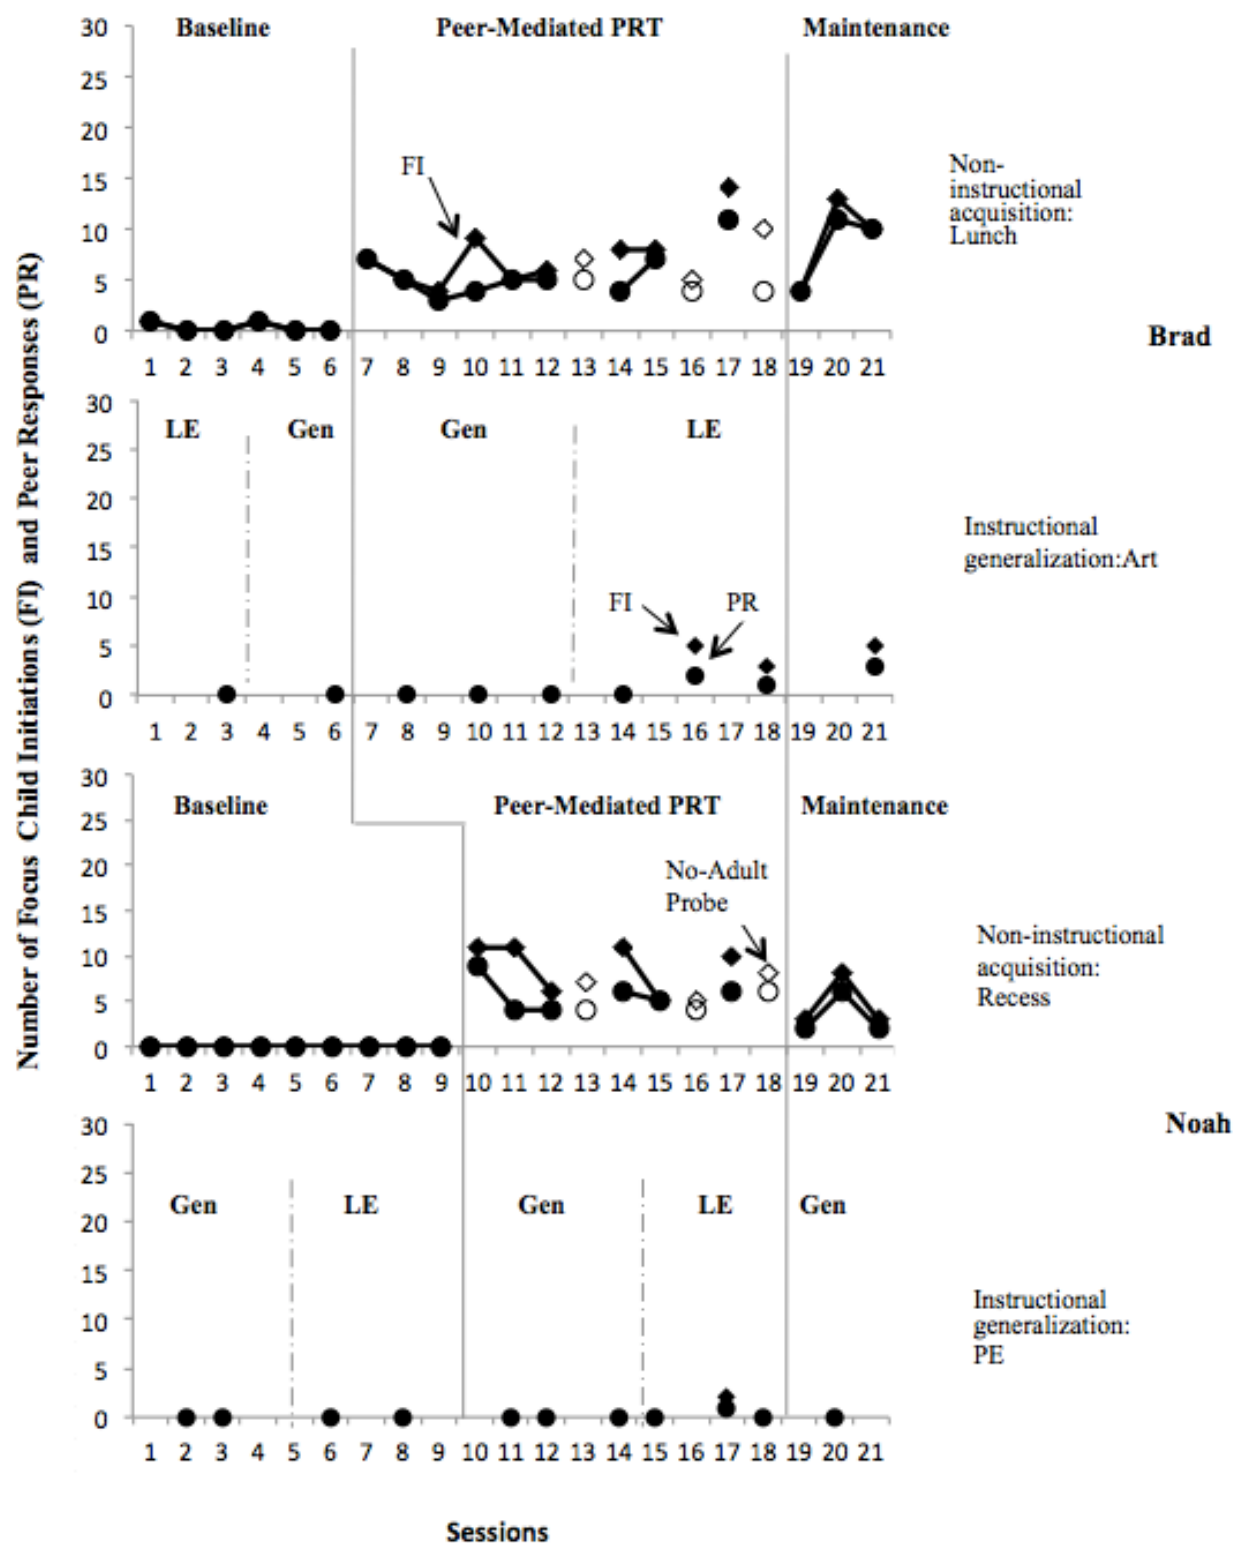 Number of Focus Child Initiations (FI) and Peer Responses (PR)
Baseline
Peer-Mediated PRT
Maintenance
30
25
20
15
10
5
0
FI
Non-
instructional
acquisition:
Lunch
Brad
1 2 3 4 5 6 7 8 9 10 11 12 13 14 15 16 17 18 19 20 21
30
25
20
15
10
5
0
LE
Gen
Gen
LE
FI
PR
Instructional
generalization:Art
1 2 3 4 5 6 7 8 9 10 11 12 13 14 15 16 17 18 19 20 21
30
25
20
15
10
5
0
Baseline
Peer-Mediated PRT
Maintenance
No-Adult
Probe
Non-instructional
acquisition:
Recess
1 2 3 4 5 6 7 8 9 10 11 12 13 14 15 16 17 18 19 20 21
Noah
30
25
20
15
10
5
0
Gen
LE
Gen
LE
Gen
Instructional
generalization:
PE
1 2 3 4 5 6 7 8 9 10 11 12 13 14 15 16 17 18 19 20 21
Sessions